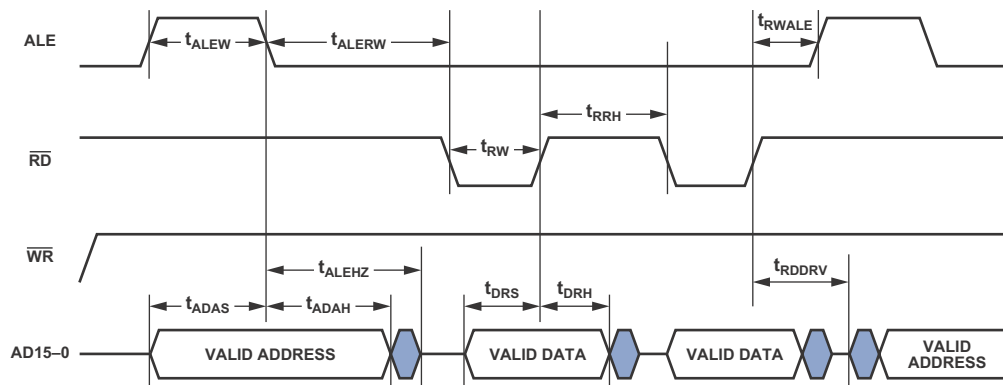 ALE
tALEW
tALERW
tRWALE
RD
tRW
tRRH
WR
tALEHZ
tRDDRV
tADAS
tADAH
tDRS
tDRH
AD15–0
VALID ADDRESS
VALID DATA
VALID DATA
VALID
ADDRESS